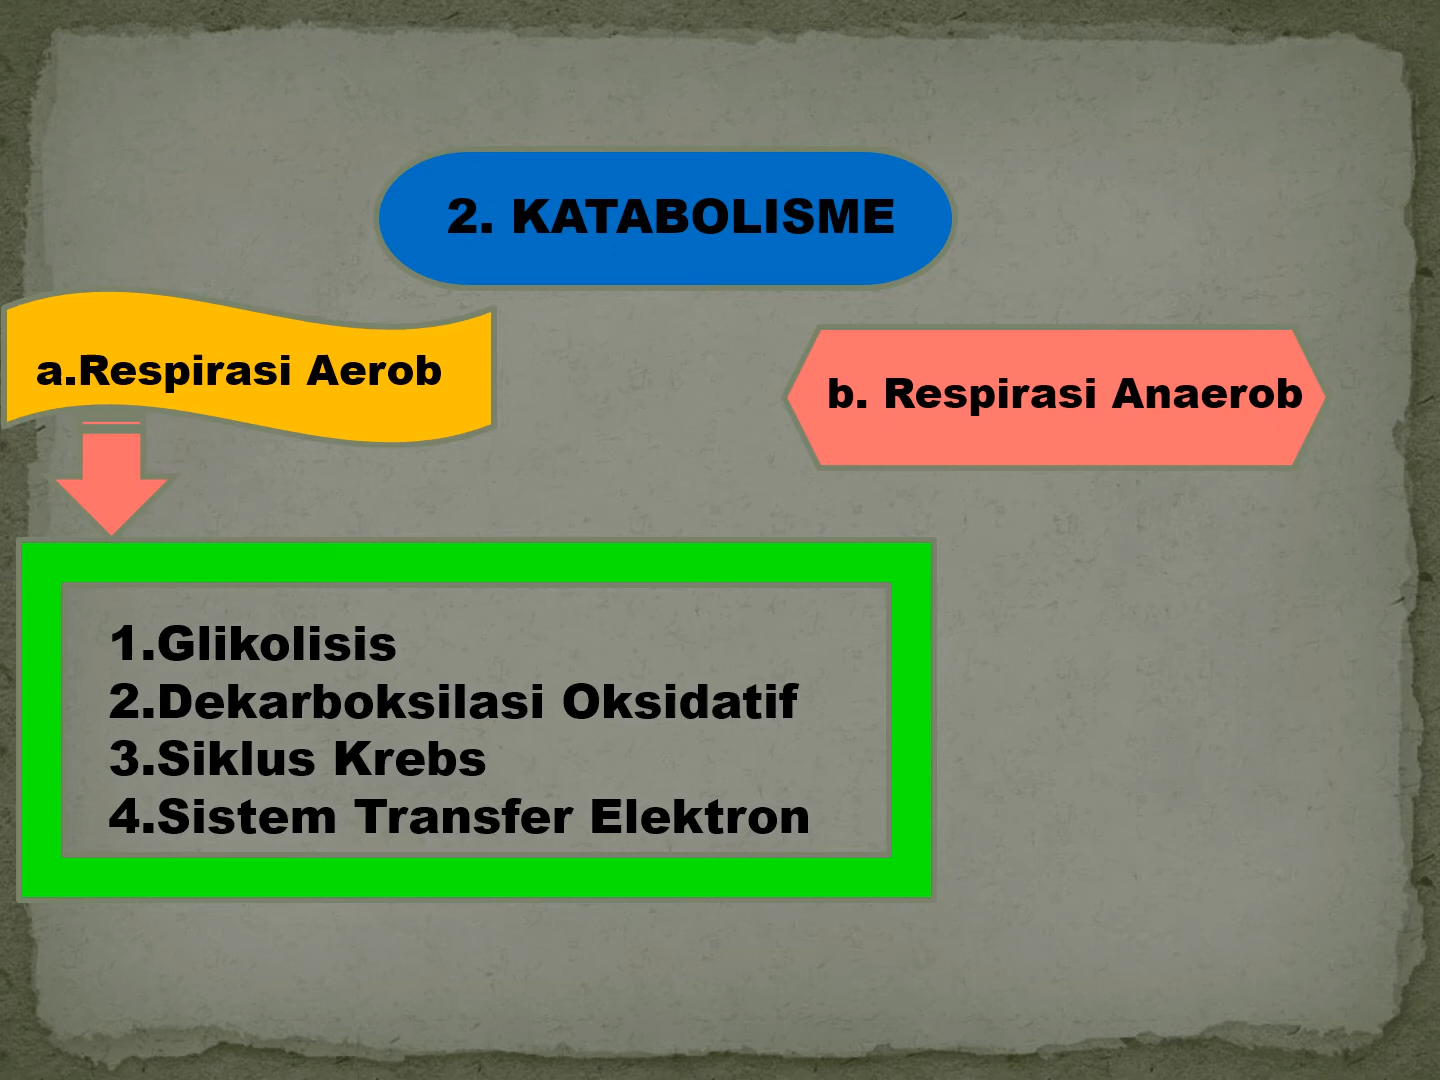 2. KATABOLISME
a.Respirasi Aerob
b. Respirasi Anaerob
1.Glikolisis
2.Dekarboksilasi Oksidatif
3.Siklus Krebs
4.Sistem Transfer Elektron